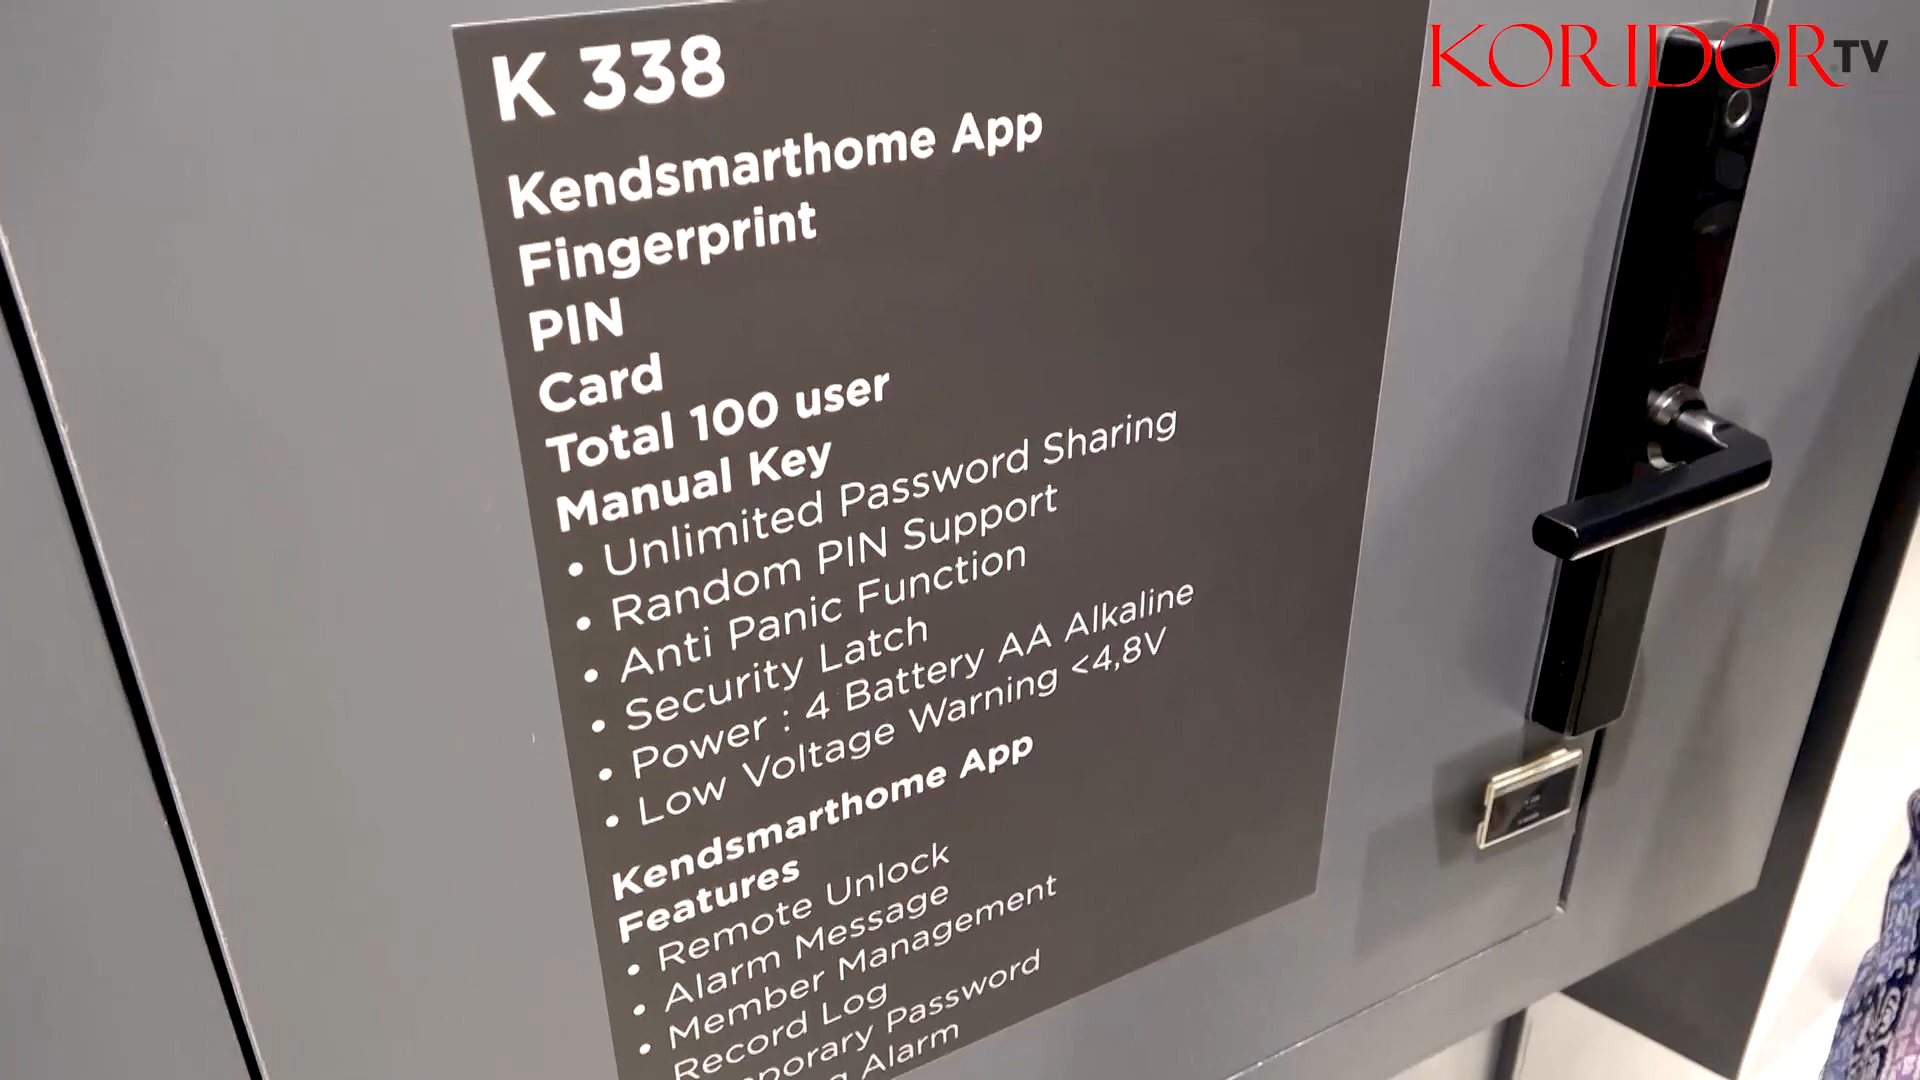 KORIDOR.TV
K 338
Kendsmarthome App
Fingerprint
PIN
Card
Total 100 user
Manual Key
• Unlimited Password Sharing
• Random PIN Support
• Anti Panic Function
• Security Latch
• Power : 4 Battery AA Alkaline
• Low Voltage Warning <4,8V
Kendsmarthome App
Features
• Remote Unlock
• Alarm Message
• Member Management
Record Log
Password
Alarm